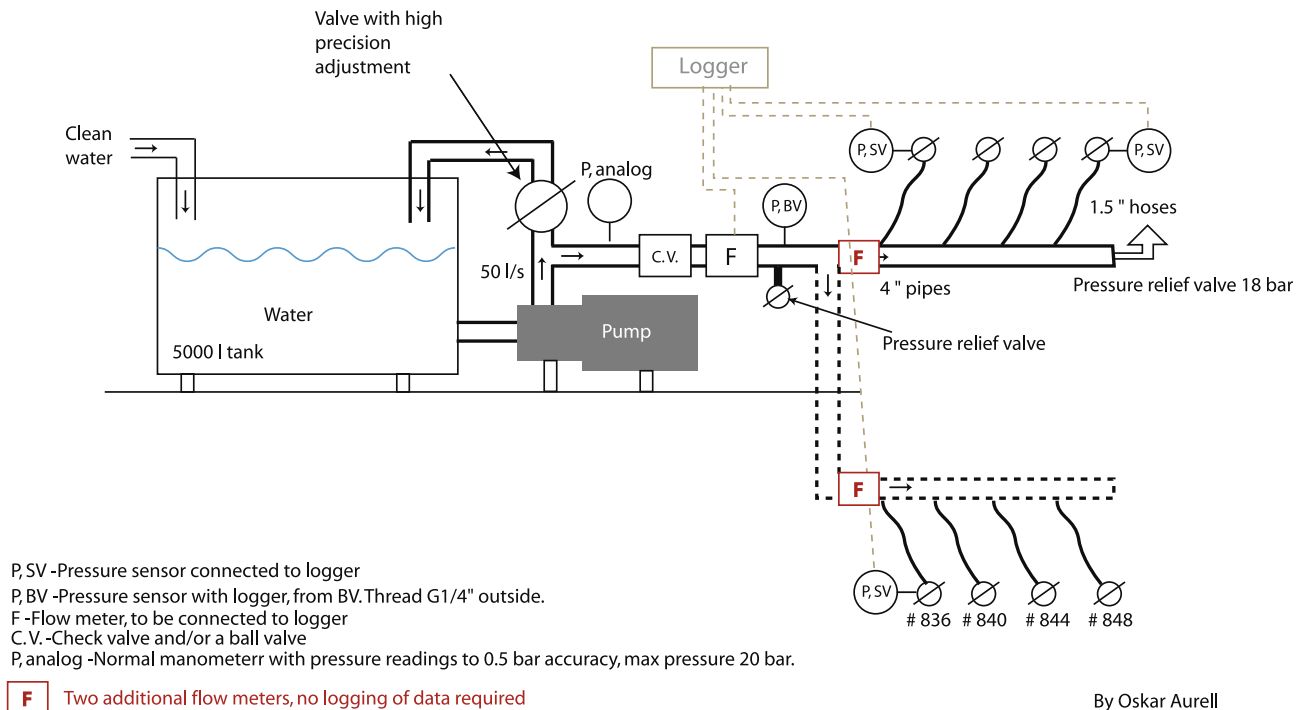 Valve with high
precision
adjustment
Logger
Clean
water
P, analog
P, SV
P, SV
P, BV
1.5 " hoses
50 l/s
C.V.
F
F
4 " pipes
Pressure relief valve 18 bar
Water
Pump
Pressure relief valve
5000 l tank
F
P, SV
# 836
# 840
# 844
# 848
P, SV -Pressure sensor connected to logger
P, BV -Pressure sensor with logger, from BV. Thread G1/4" outside.
F -Flow meter, to be connected to logger
C.V. -Check valve and/or a ball valve
P, analog -Normal manometerr with pressure readings to 0.5 bar accuracy, max pressure 20 bar.
F Two additional flow meters, no logging of data required
By Oskar Aurell